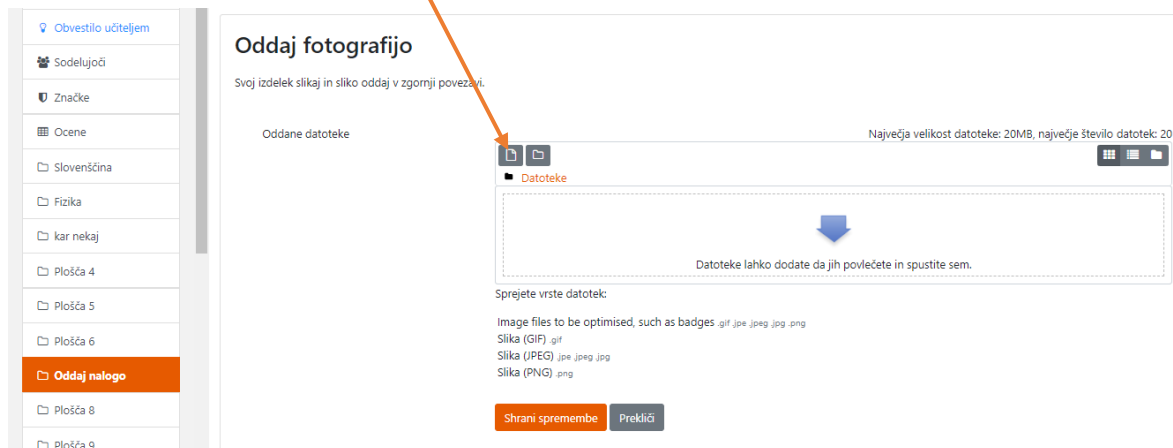 Obvestilo učiteljem
Sodelujoči
Značke
Ocene
Slovenščina
Fizika
kar nekaj
Plošča 4
Plošča 5
Plošča 6
Oddaj nalogo
Plošča 8
Plošča 9
Oddaj fotografijo
Svoj izdelek slikaj in sliko oddaj v zgornji povezavi.
Oddane datoteke
Največja velikost datoteke: 20MB, največje število datotek: 20
Datoteke
Datoteke lahko dodate da jih povlečete in spustite sem.
Sprejete vrste datotek:
Image files to be optimised, such as badges .gif .jpe .jpeg .jpg .png
Slika (GIF) .gif
Slika (JPEG) .jpe .jpeg .jpg
Slika (PNG) .png
Shrani spremembe
Prekliči